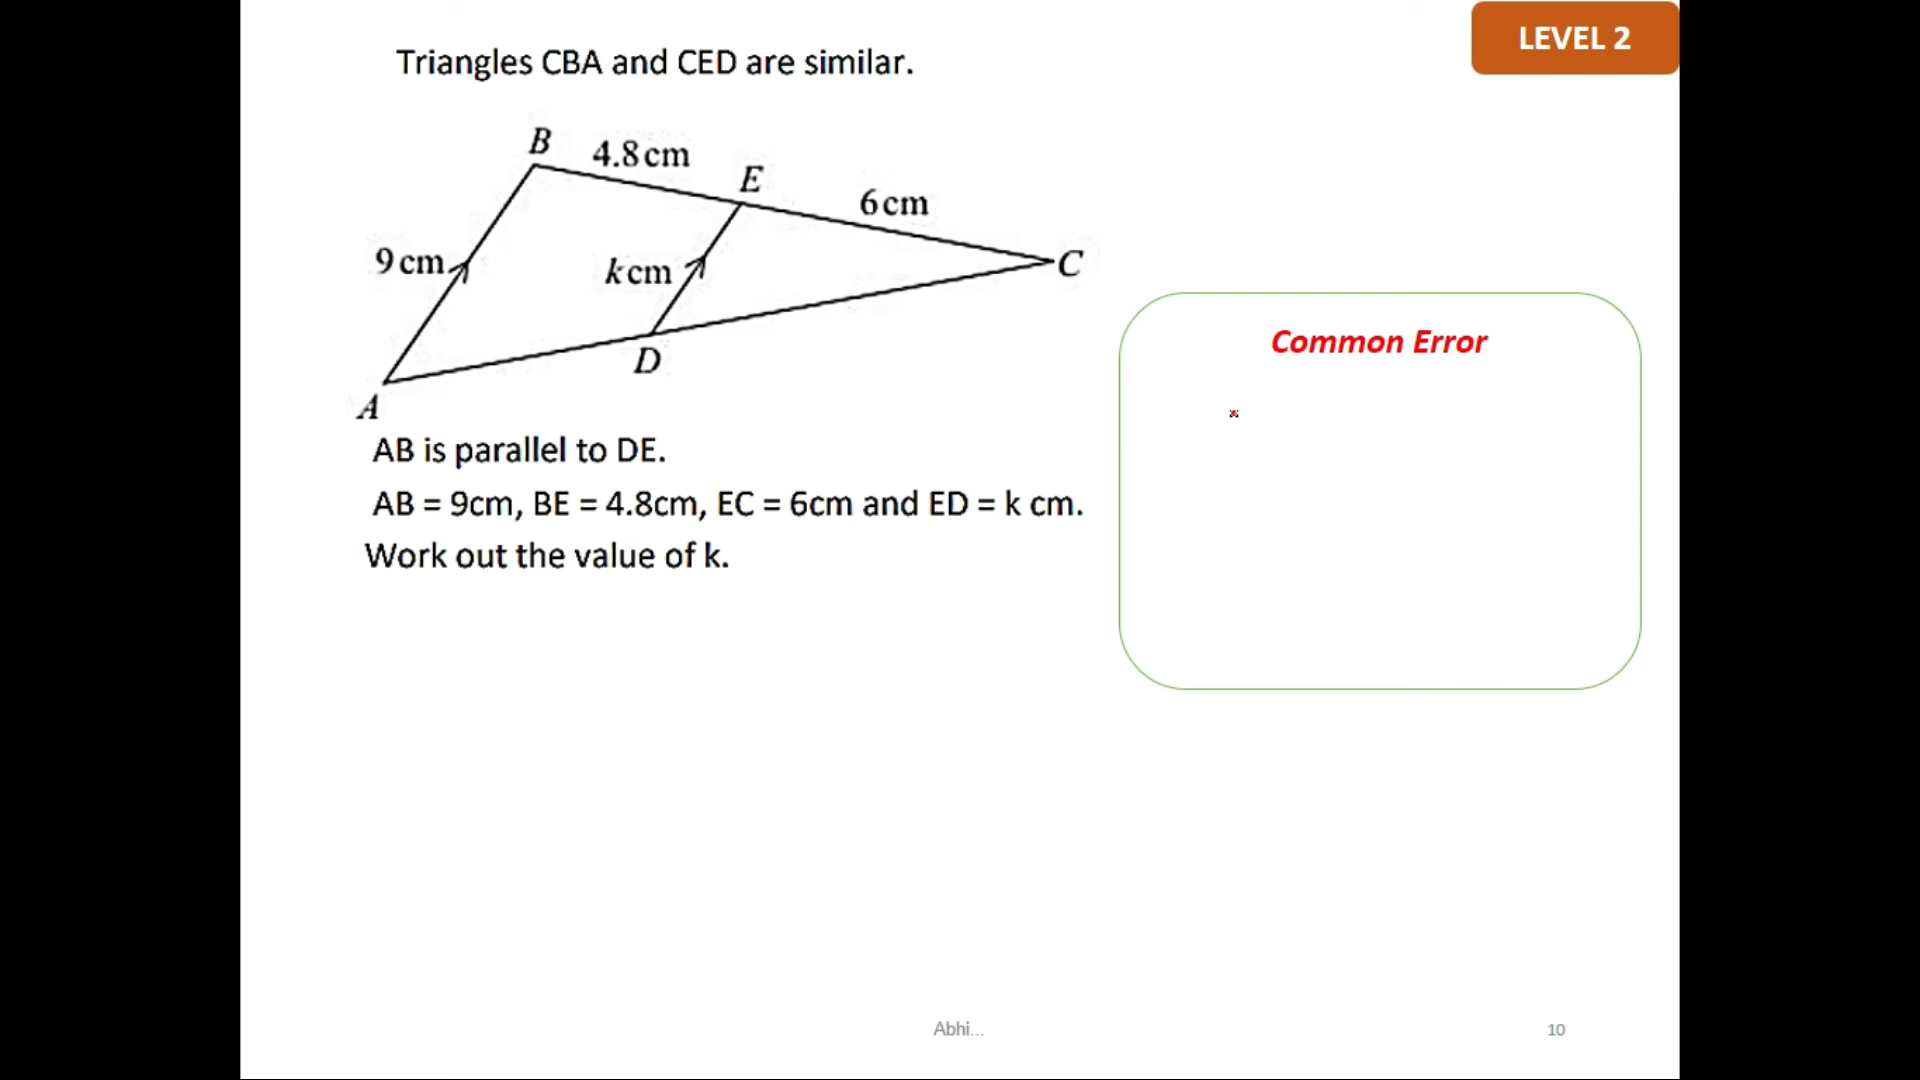 LEVEL 2
Triangles CBA and CED are similar.
B
4.8 cm
E
6 cm
9 cm
k cm
C
D
A
Common Error
AB is parallel to DE.
AB = 9cm, BE = 4.8cm, EC = 6cm and ED = k cm.
Work out the value of k.
Abhi...
10